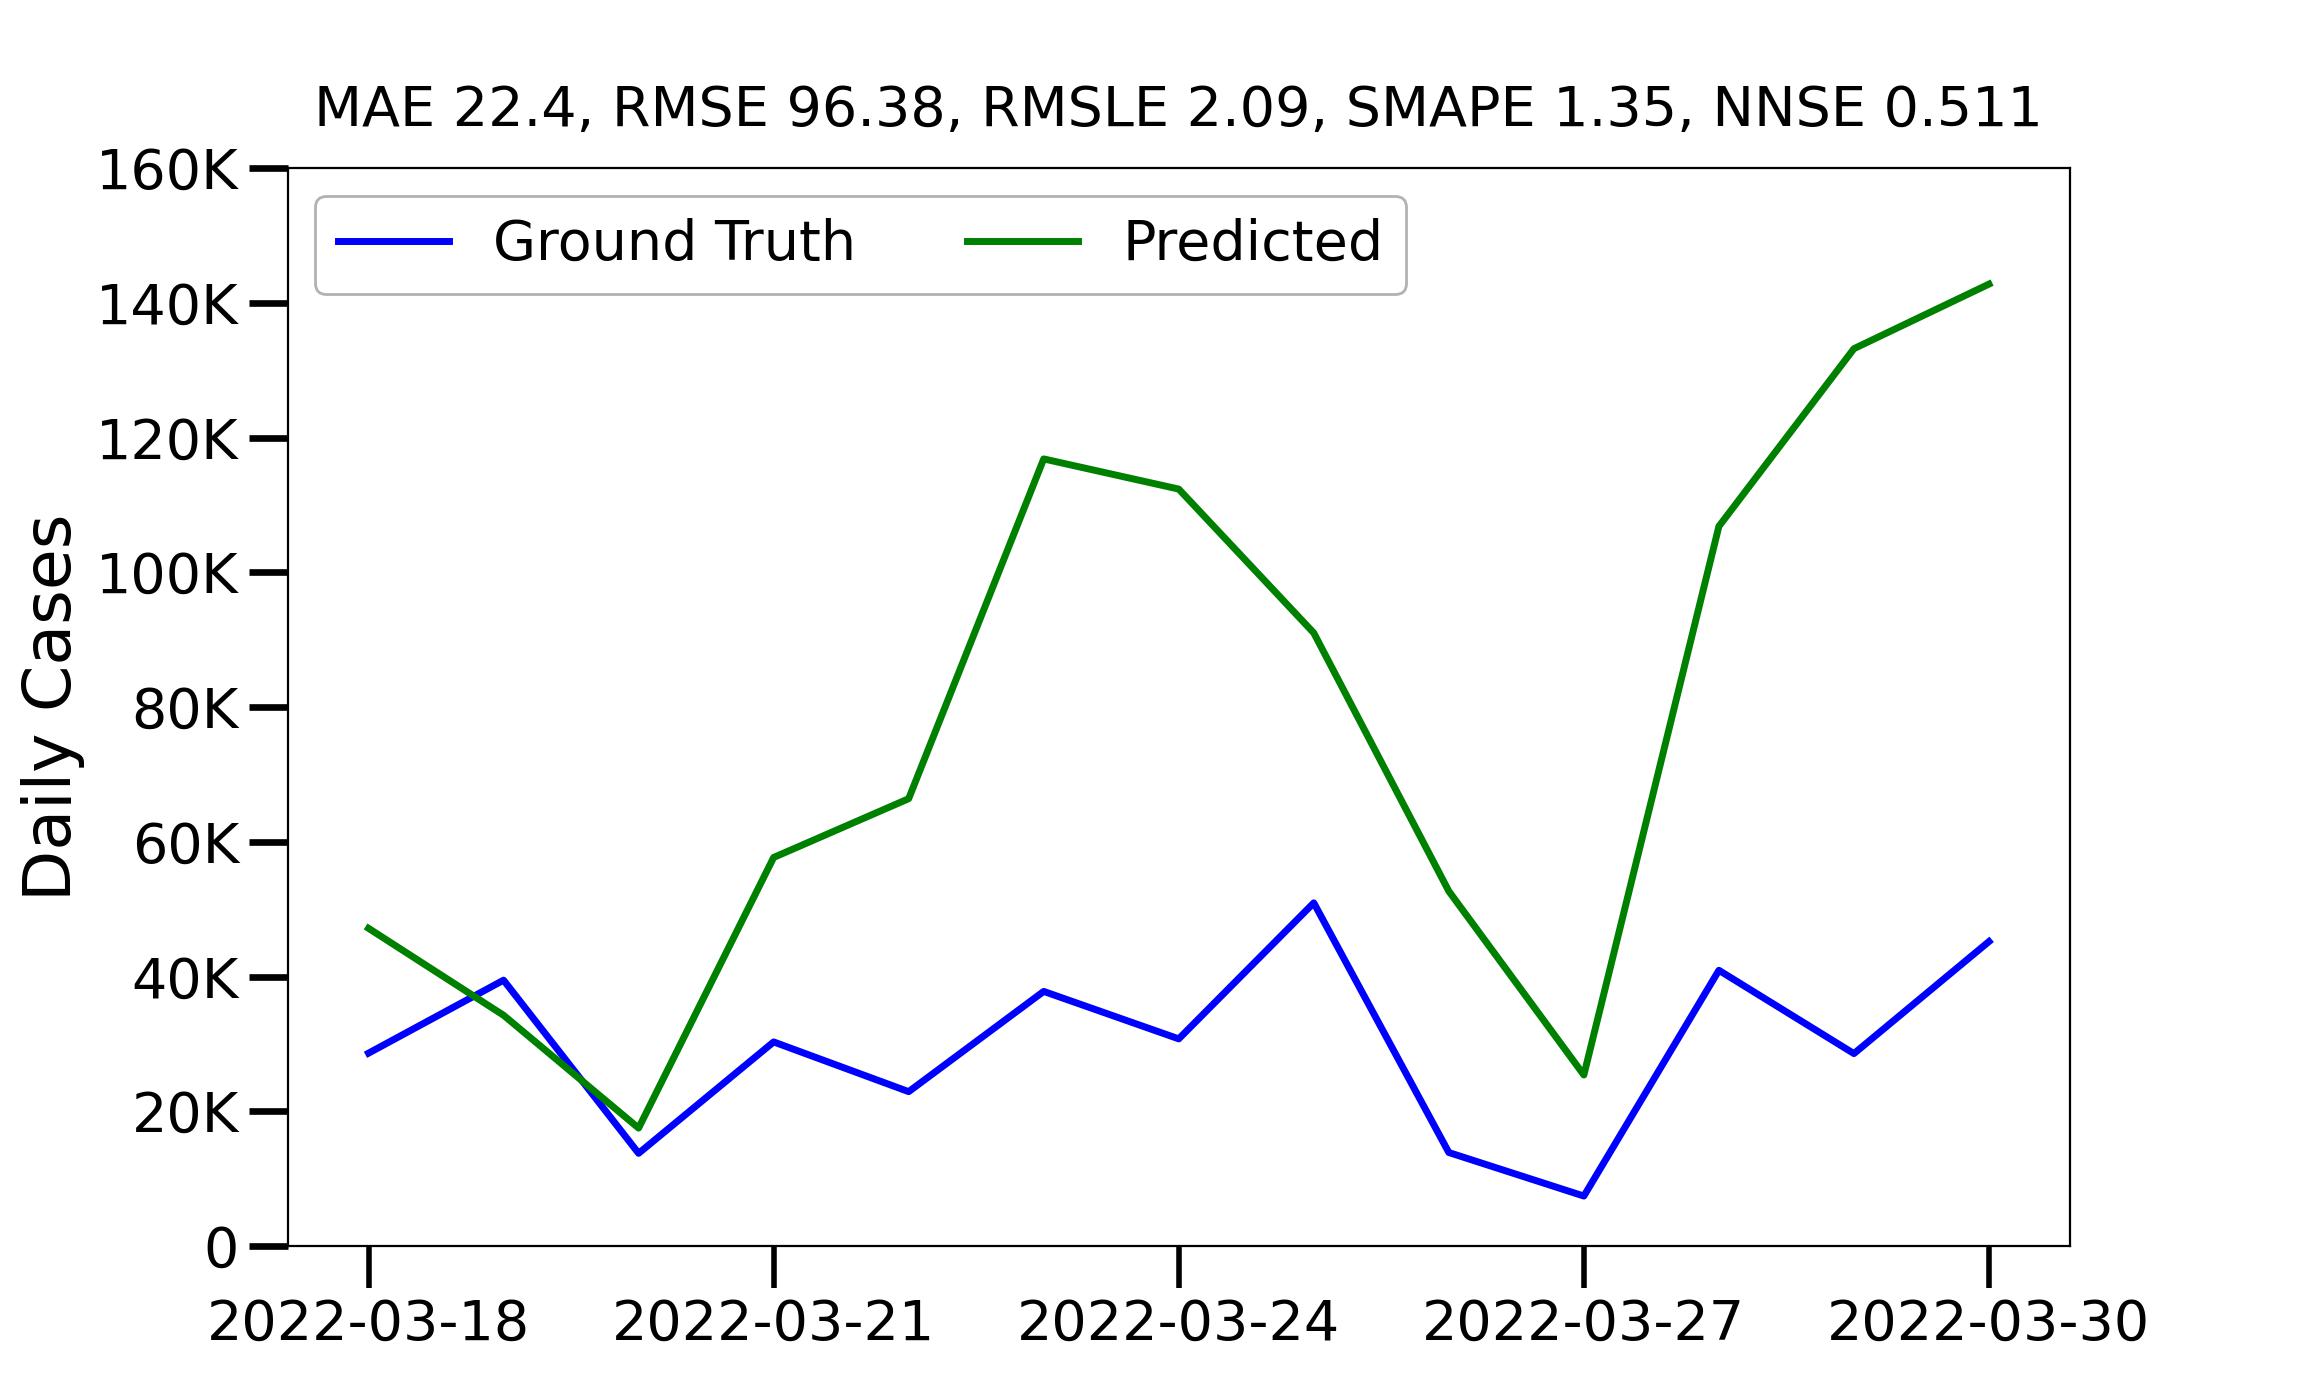 MAE 22.4, RMSE 96.38, RMSLE 2.09, SMAPE 1.35, NNSE 0.511
160K
Ground Truth Predicted
140K
120K
100K
80K
60K
40K
20K
0
Daily Cases
2022-03-18 2022-03-21 2022-03-24 2022-03-27 2022-03-30